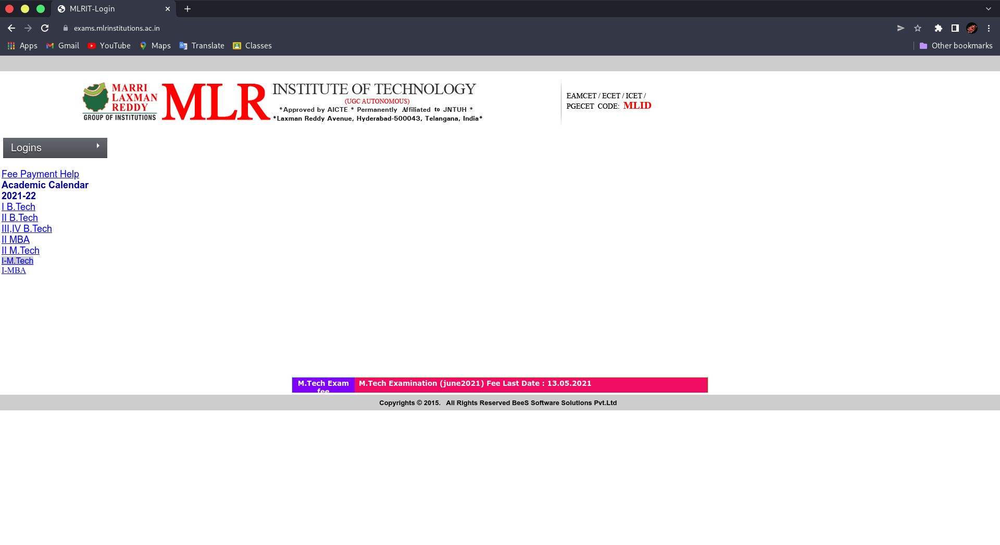 MLRIT-Login
exams.mlrinstitutions.ac.in
Apps Gmail YouTube Maps Translate Classes Other bookmarks
MARRI
LAXMAN
REDDY
GROUP OF INSTITUTIONS
MLR
INSTITUTE OF TECHNOLOGY
(UGC AUTONOMOUS)
*Approved by AICTE * Permanently Affiliated to JNTUH *
*Laxman Reddy Avenue, Hyderabad-500043, Telangana, India*
EAMCET / ECET / ICET /
PGECET CODE: MLID
Logins
Fee Payment Help
Academic Calendar
2021-22
I B.Tech
II B.Tech
III,IV B.Tech
II MBA
II M.Tech
I-M.Tech
I-MBA
M.Tech Exam
fee
M.Tech Examination (june2021) Fee Last Date : 13.05.2021
Copyrights © 2015. All Rights Reserved BeeS Software Solutions Pvt.Ltd